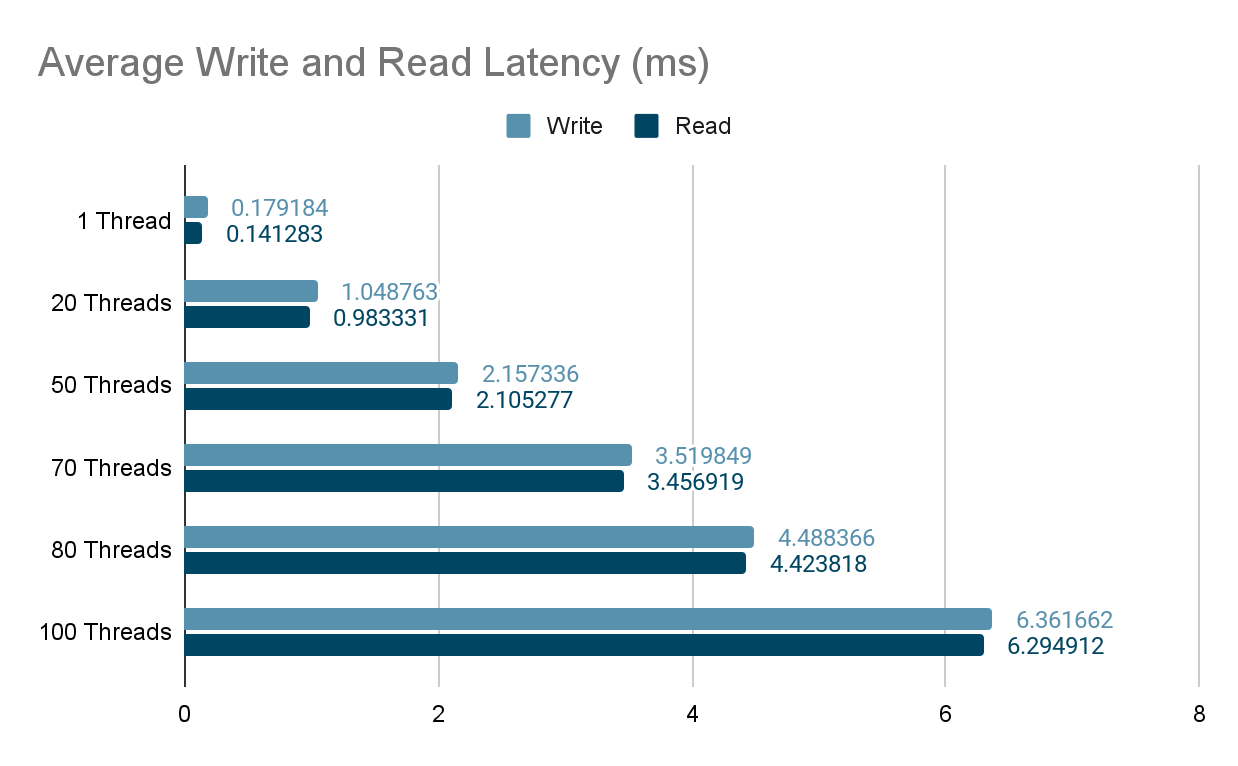 Average Write and Read Latency (ms)
Write Read
1 Thread 0.179184
0.141283
20 Threads 1.048763
0.983331
50 Threads 2.157336
2.105277
70 Threads 3.519849
3.456919
80 Threads 4.488366
4.423818
100 Threads 6.361662
6.294912
0 2 4 6 8